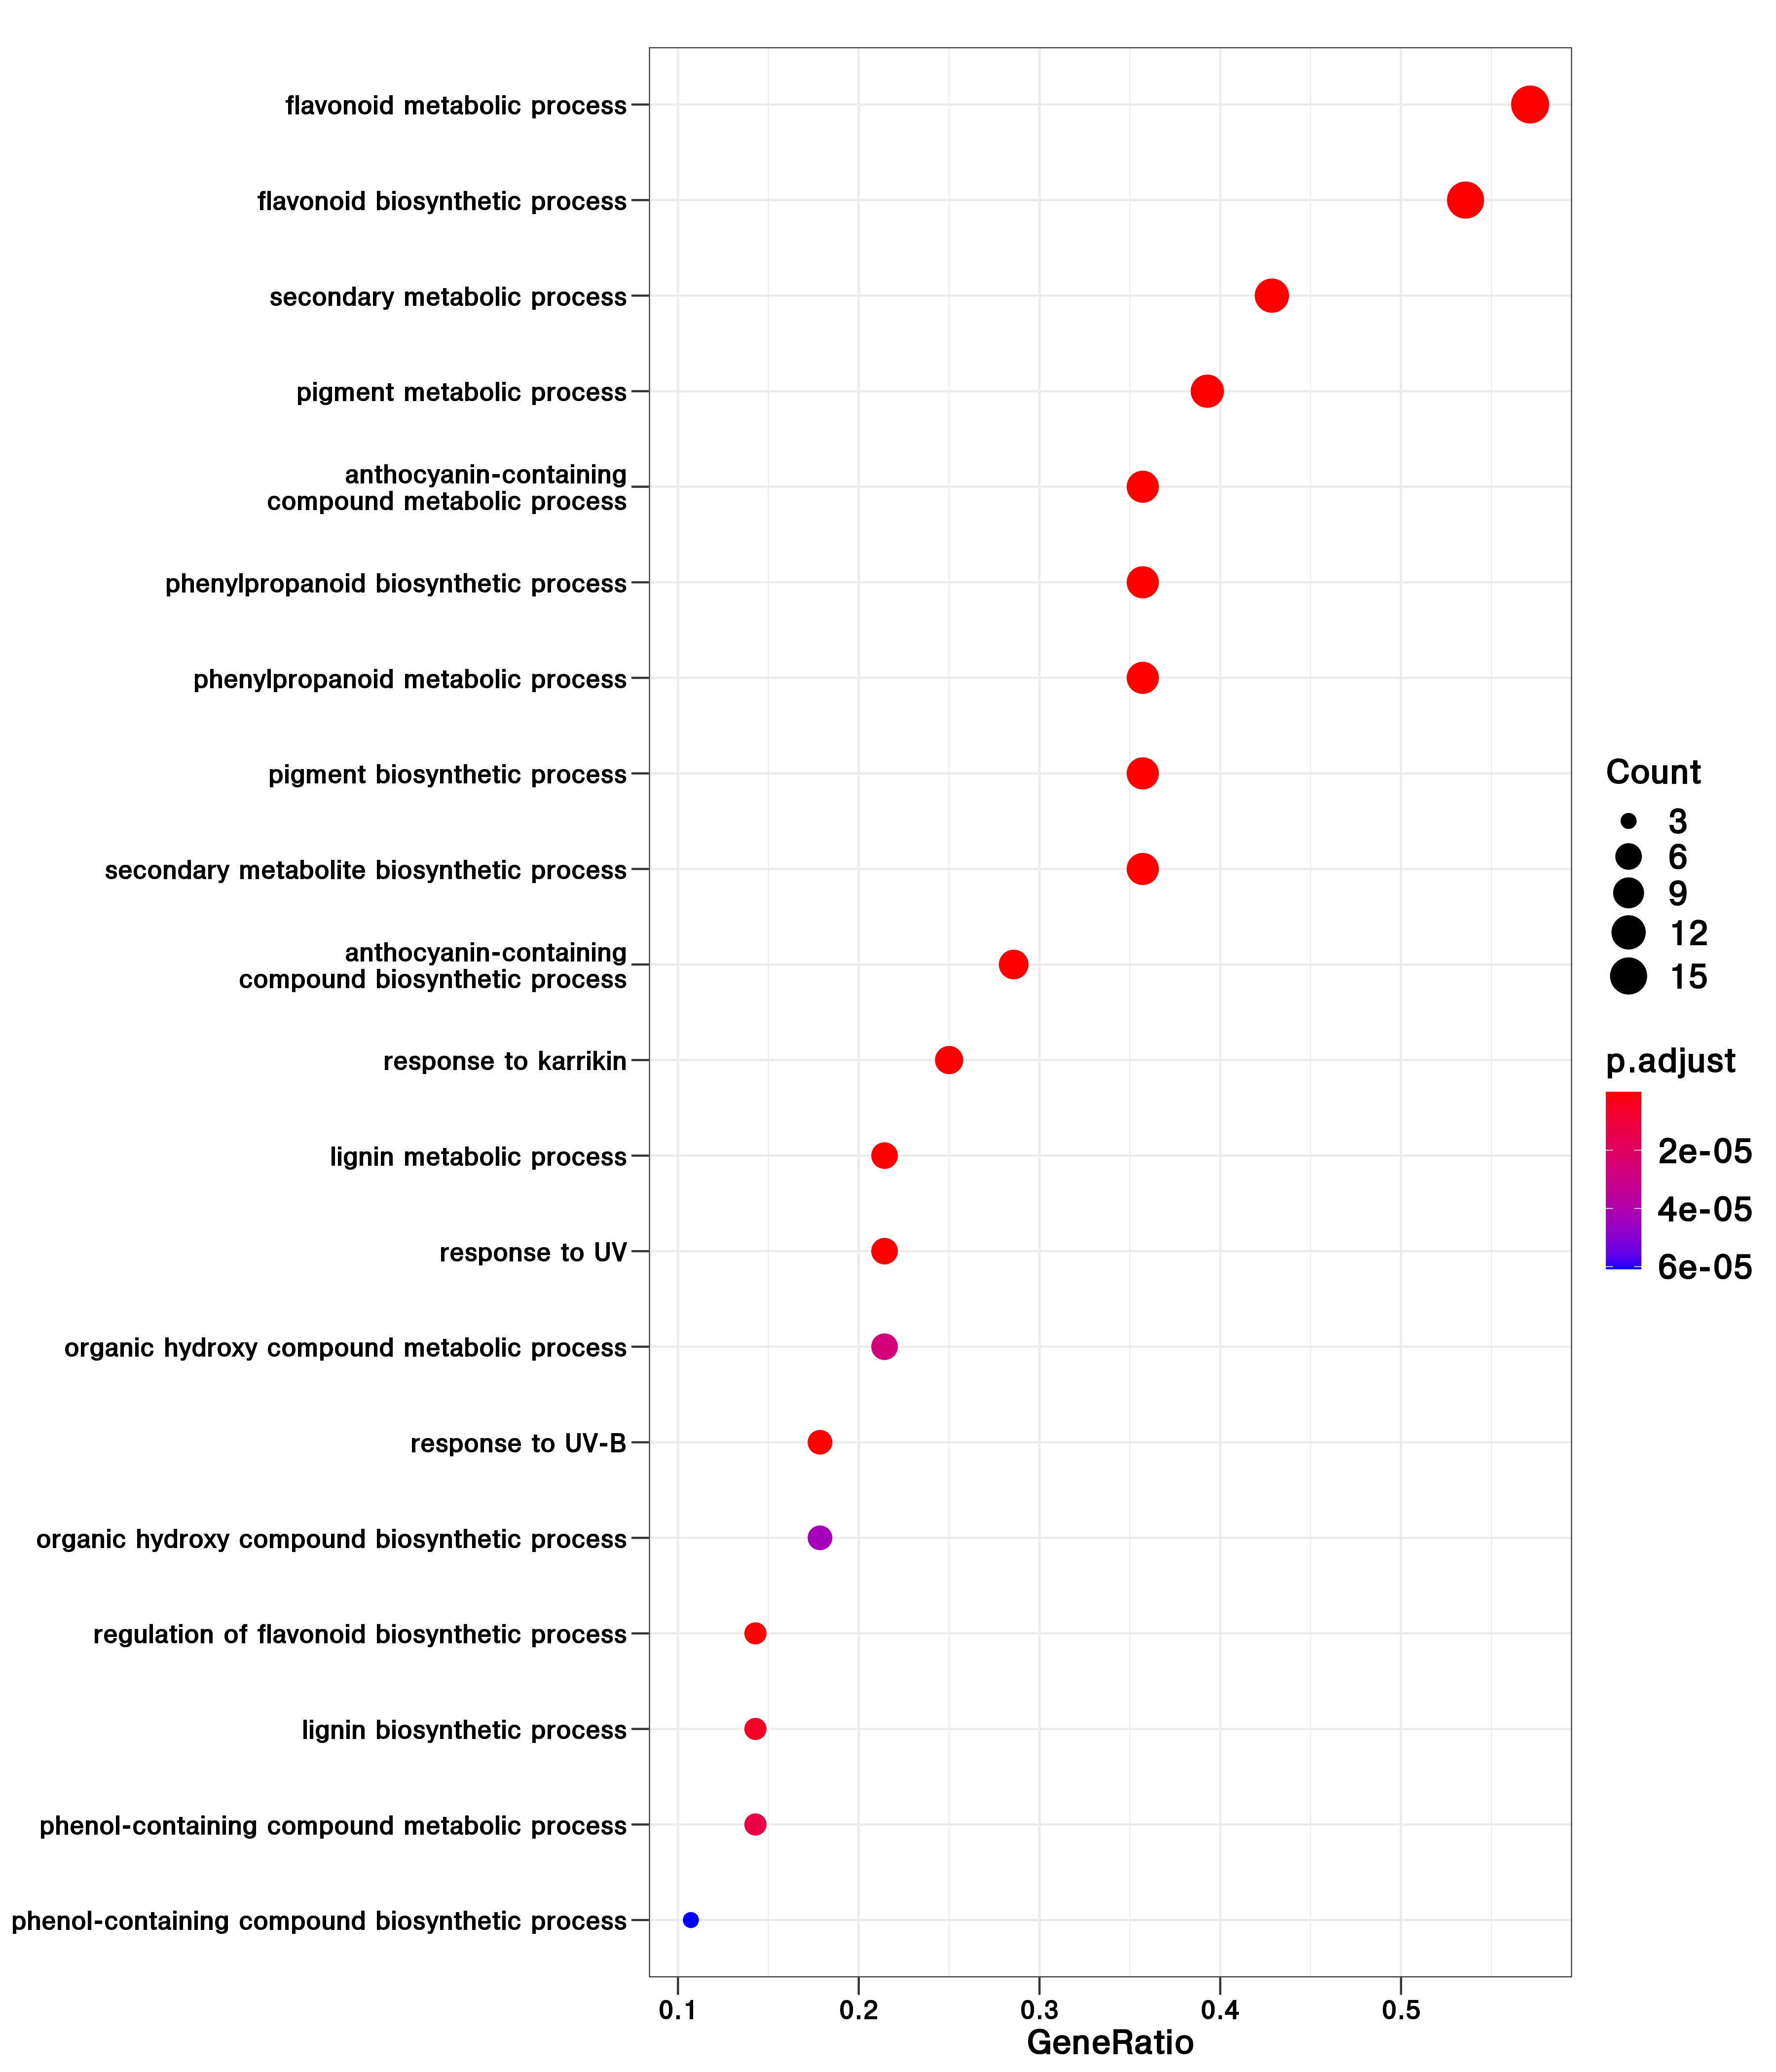 flavonoid metabolic process
flavonoid biosynthetic process
secondary metabolic process
pigment metabolic process
anthocyanin-containing
compound metabolic process
phenylpropanoid biosynthetic process
phenylpropanoid metabolic process
pigment biosynthetic process
secondary metabolite biosynthetic process
anthocyanin-containing
compound biosynthetic process
response to karrikin
lignin metabolic process
response to UV
organic hydroxy compound metabolic process
response to UV-B
organic hydroxy compound biosynthetic process
regulation of flavonoid biosynthetic process
lignin biosynthetic process
phenol-containing compound metabolic process
phenol-containing compound biosynthetic process
0.1 0.2 0.3 0.4 0.5
GeneRatio
Count
3
6
9
12
15
p.adjust
2e-05
4e-05
6e-05